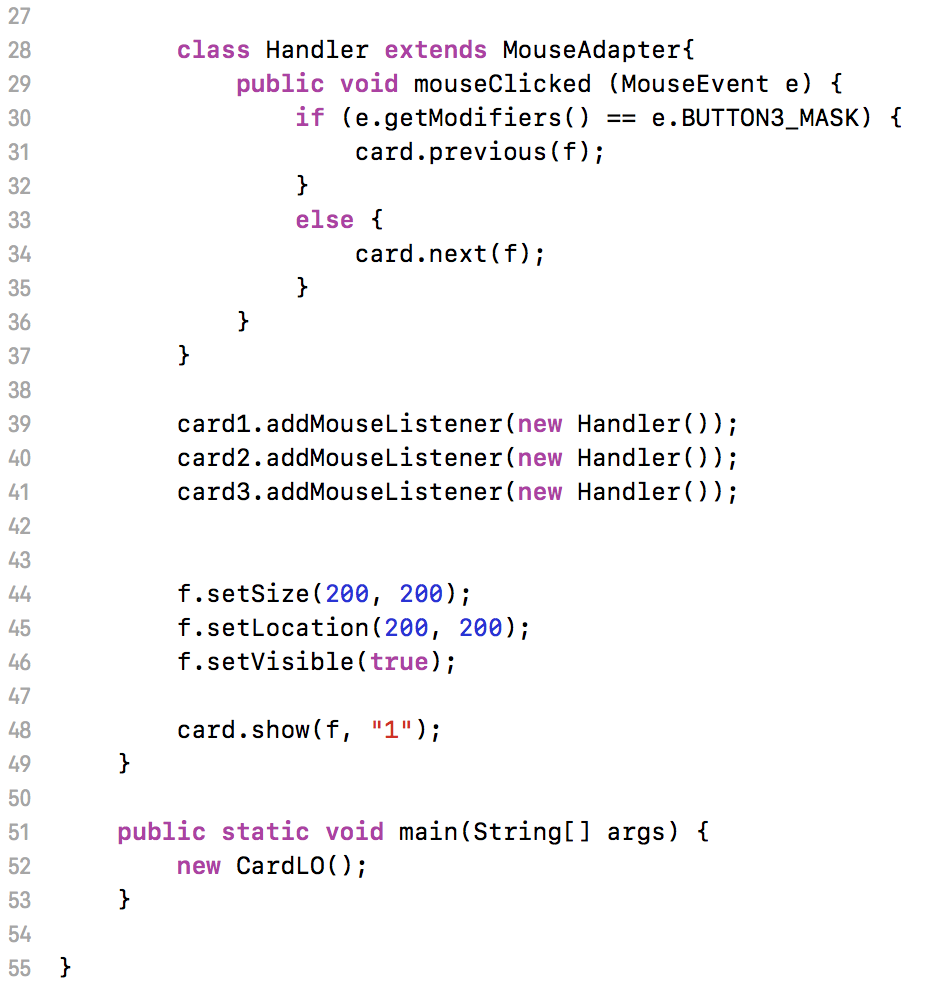 27
28 class Handler extends MouseAdapter{
29 public void mouseClicked (MouseEvent e) {
30 if (e.getModifiers() == e.BUTTON3_MASK) {
31 card.previous(f);
32 }
33 else {
34 card.next(f);
35 }
36 }
37 }
38
39 card1.addMouseListener(new Handler());
40 card2.addMouseListener(new Handler());
41 card3.addMouseListener(new Handler());
42
43
44 f.setSize(200, 200);
45 f.setLocation(200, 200);
46 f.setVisible(true);
47
48 card.show(f, "1");
49 }
50
51 public static void main(String[] args) {
52 new CardLO();
53 }
54
55 }